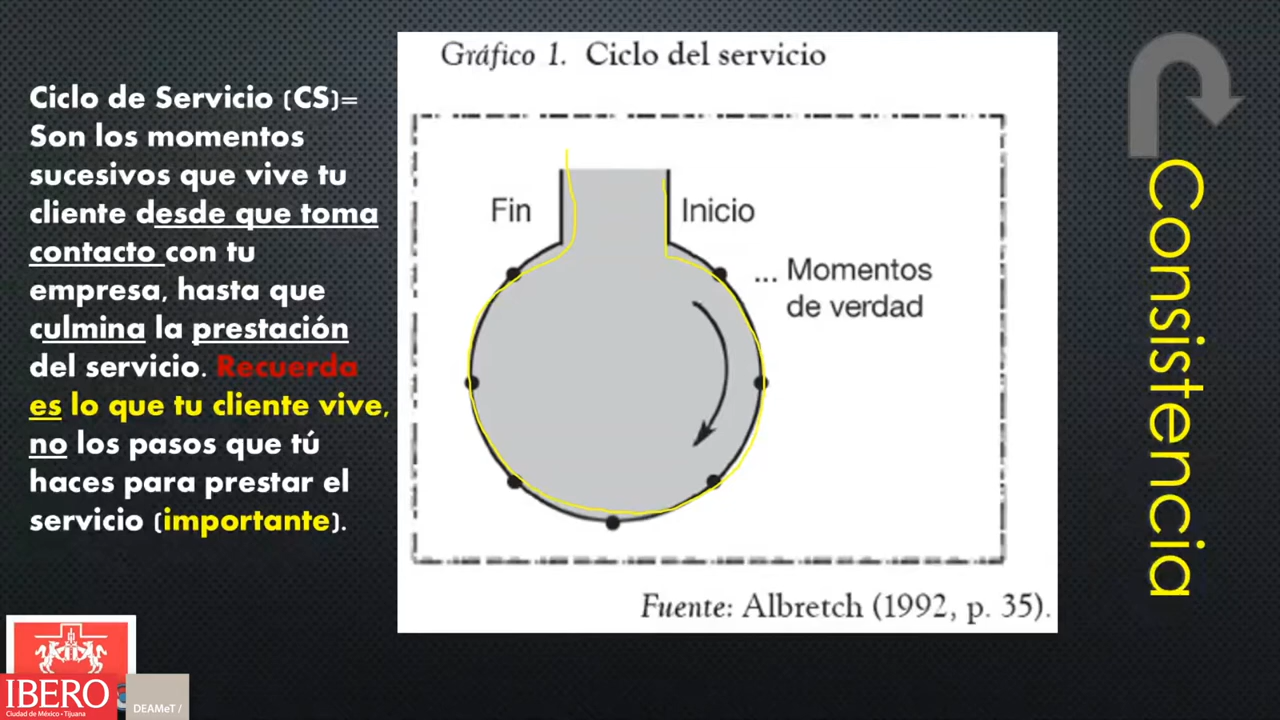 Ciclo de Servicio (CS)=
Son los momentos
sucesivos que vive tu
cliente desde que toma
contacto con tu
empresa, hasta que
culmina la prestación
del servicio. Recuerda
es lo que tu cliente vive,
no los pasos que tú
haces para prestar el
servicio (importante).
Gráfico 1. Ciclo del servicio
Fin
Inicio
... Momentos
de verdad
Fuente: Albretch (1992, p. 35).
Consistencia
IBERO
Ciudad de México • Tijuana
DEAMeT /